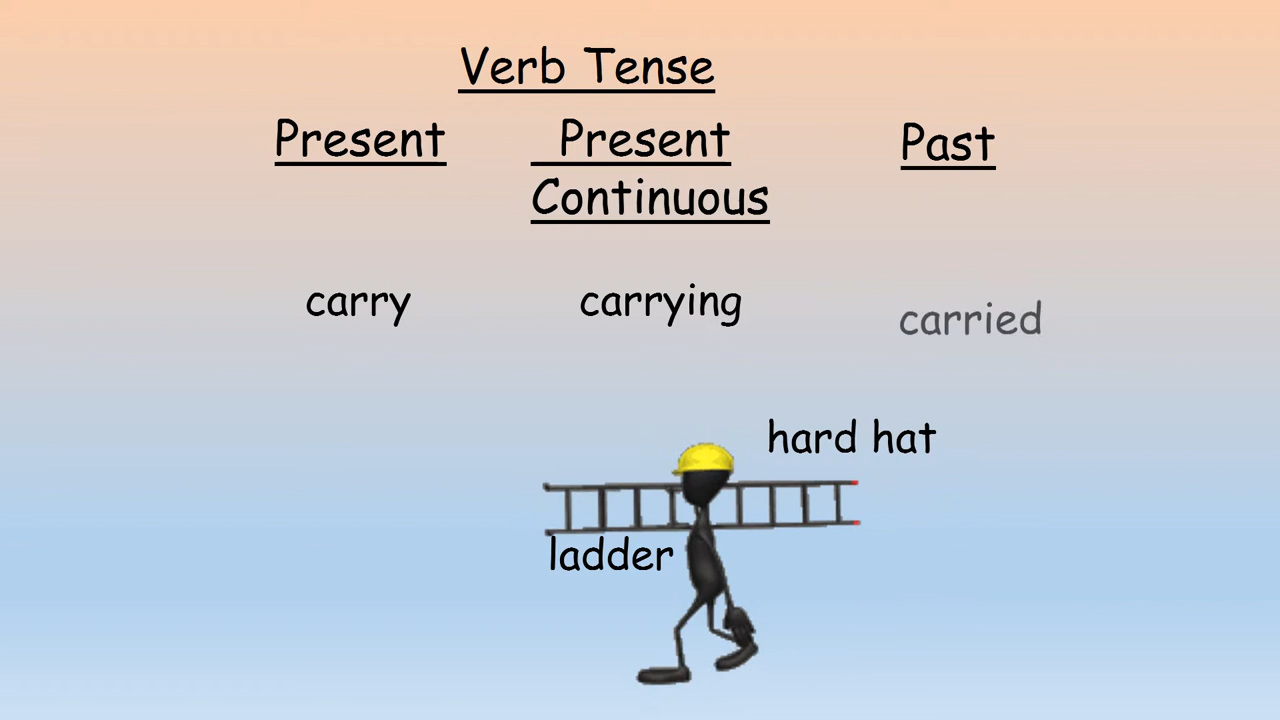 Verb Tense
Present
Present
Continuous
Past
carry
carrying
carried
hard hat
ladder